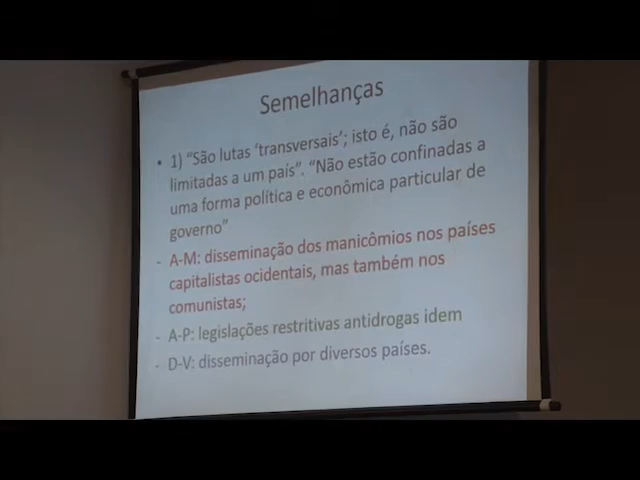 Semelhanças
• 1) "São lutas 'transversais'; isto é, não são
limitadas a um país". "Não estão confinadas a
uma forma política e econômica particular de
governo"
- A-M: disseminação dos manicômios nos países
capitalistas ocidentais, mas também nos
comunistas;
- A-P: legislações restritivas antidrogas idem
- D-V: disseminação por diversos países.